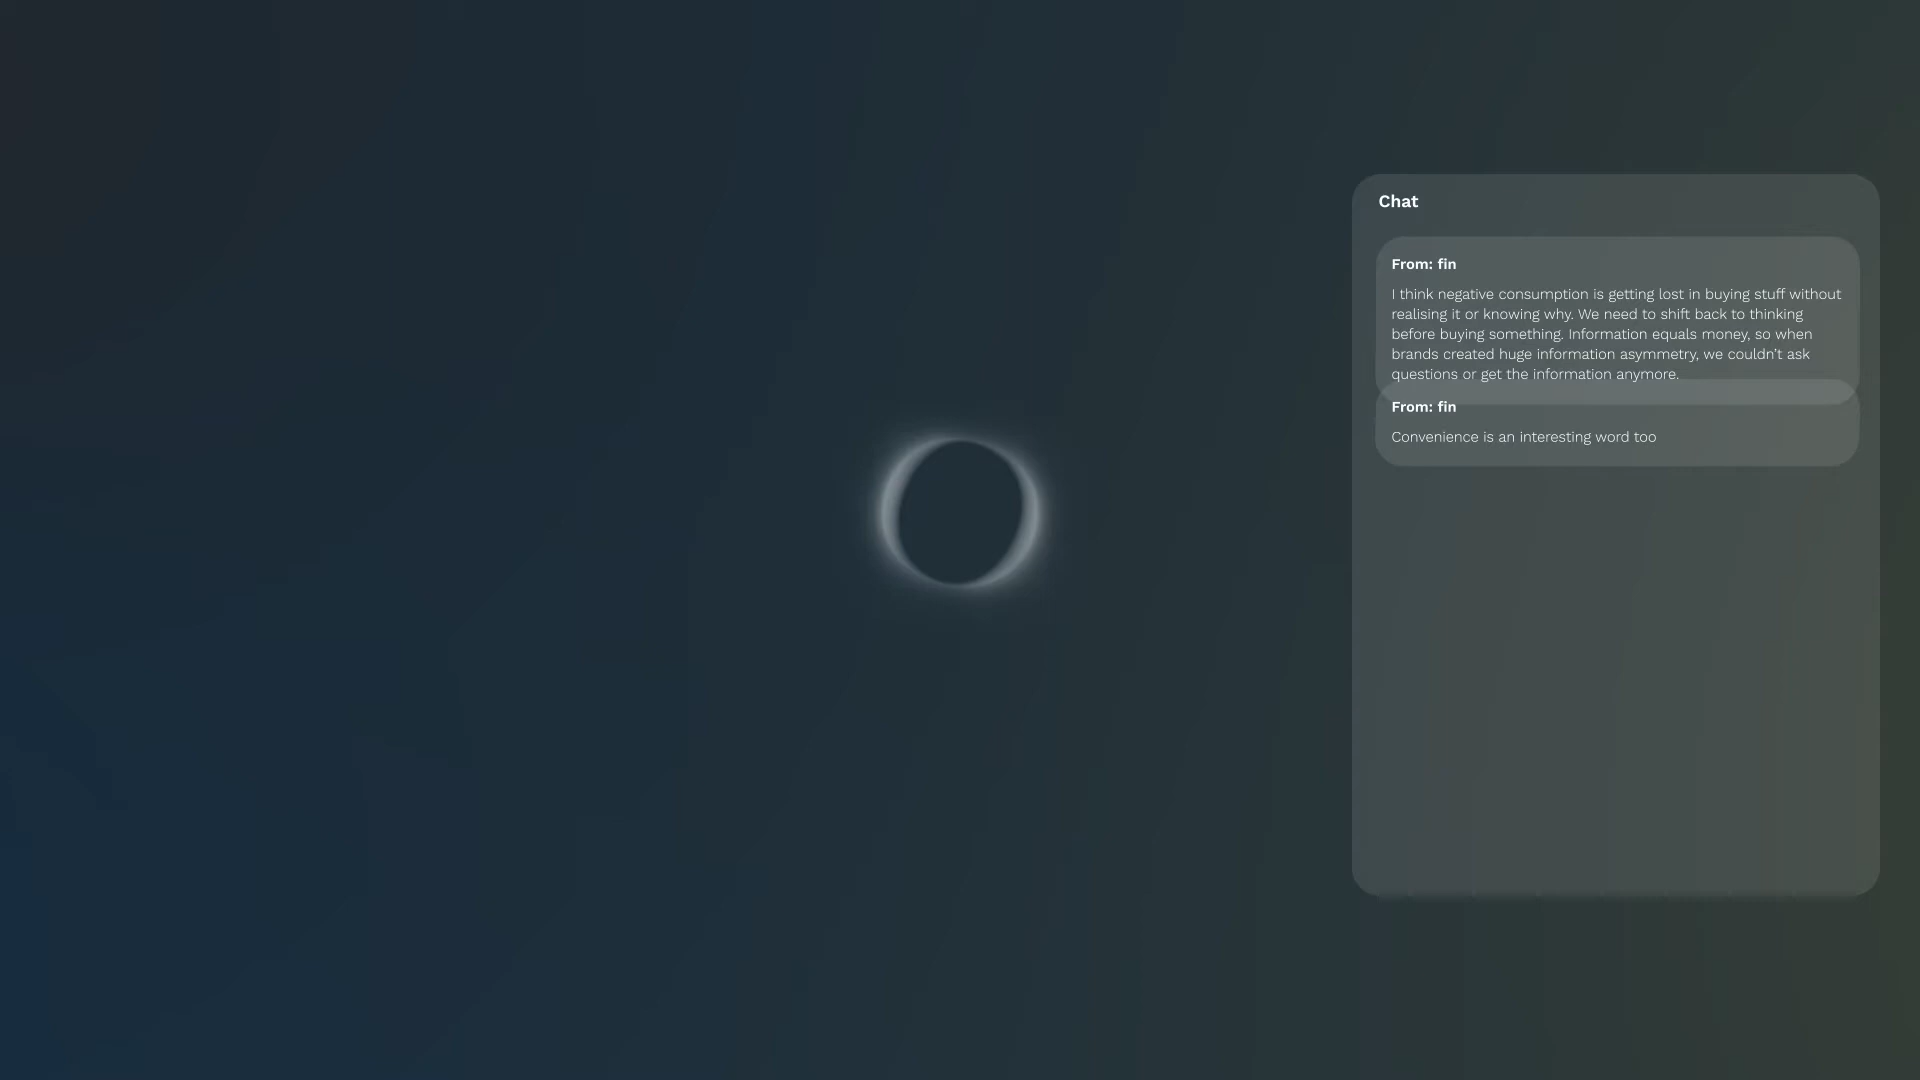 Chat
From: fin
I think negative consumption is getting lost in buying stuff without
realising it or knowing why. We need to shift back to thinking
before buying something. Information equals money, so when
brands created huge information asymmetry, we couldn't ask
questions or get the information anymore.
From: fin
Convenience is an interesting word too